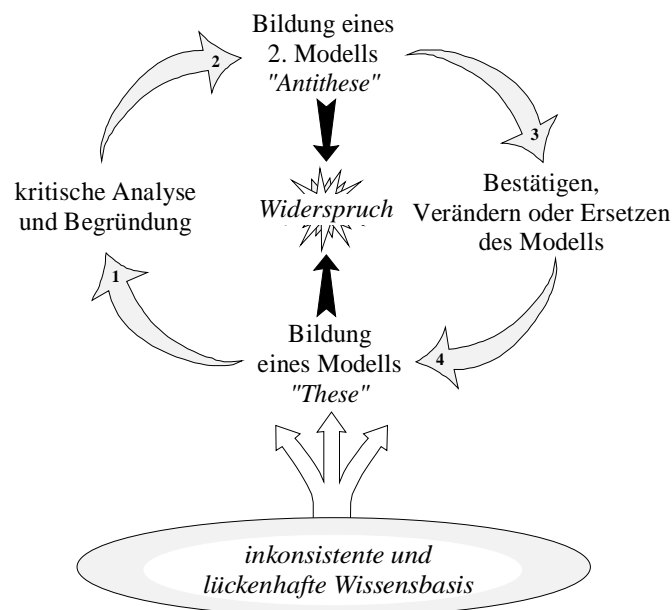 Bildung eines
2. Modells
"Antithese"
2
3
kritische Analyse
und Begründung
Widerspruch
Bestätigen,
Verändern oder Ersetzen
des Modells
1
4
Bildung
eines Modells
"These"
inkonsistente und
lückenhafte Wissensbasis